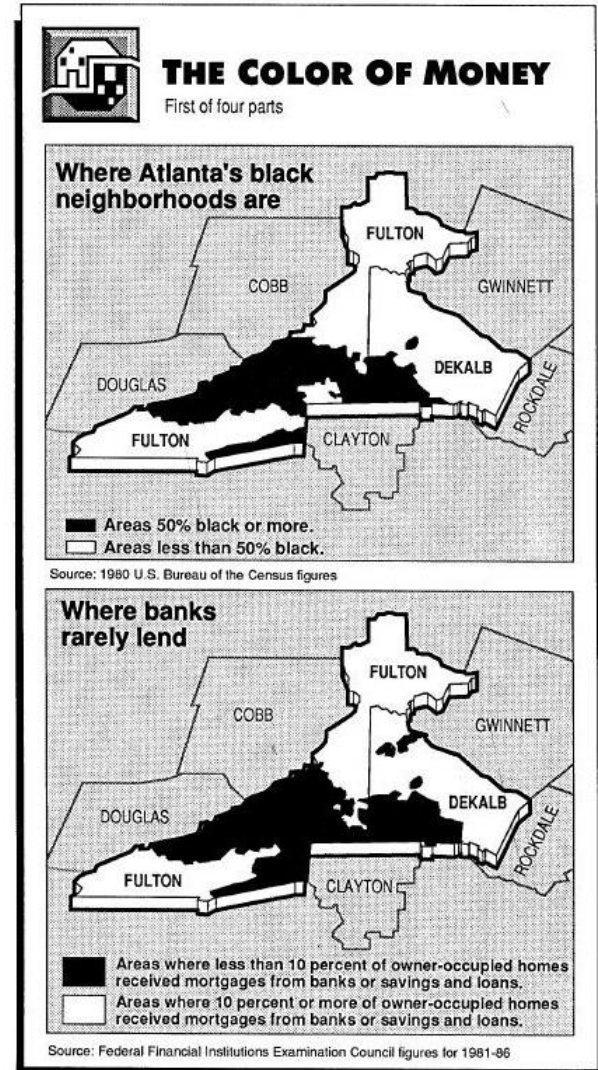 THE COLOR OF MONEY
First of four parts
Where Atlanta's black
neighborhoods are
FULTON
COBB
GWINNETT
DEKALB
DOUGLAS
ROCKDALE
FULTON
CLAYTON
Areas 50% black or more.
Areas less than 50% black.
Source: 1980 U.S. Bureau of the Census figures
Where banks
rarely lend
FULTON
COBB
GWINNETT
DEKALB
DOUGLAS
ROCKDALE
FULTON
CLAYTON
Areas where less than 10 percent of owner-occupied homes
received mortgages from banks or savings and loans.
Areas where 10 percent or more of owner-occupied homes
received mortgages from banks or savings and loans.
Source: Federal Financial Institutions Examination Council figures for 1981-86